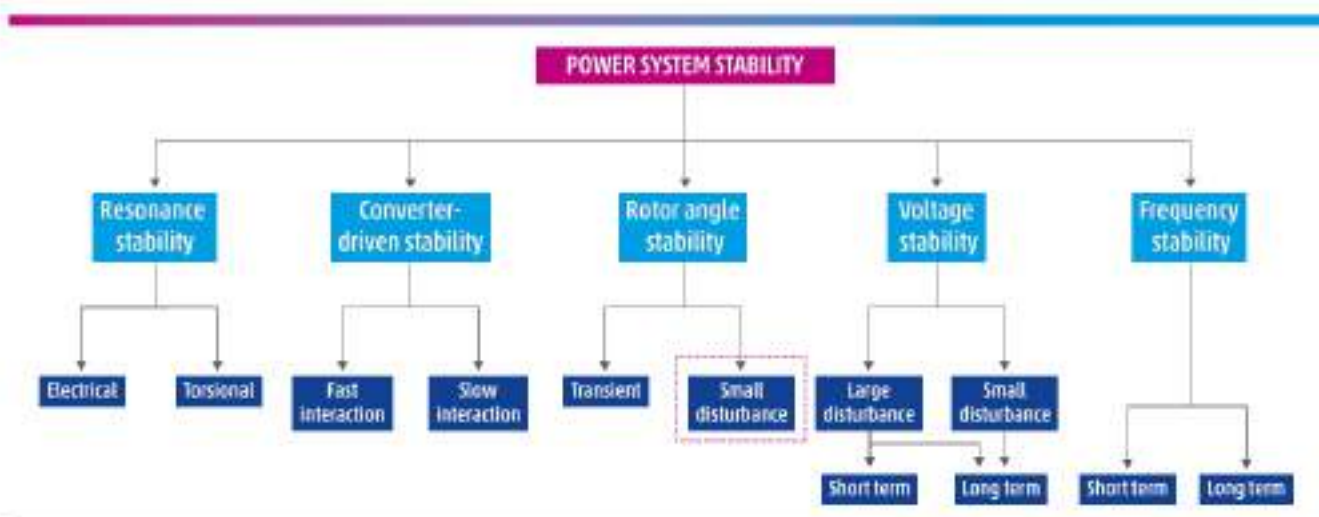 POWER SYSTEM STABILITY
Resonance
stability
Converter-
driven stability
Rotor angle
stability
Voltage
stability
Frequency
stability
Electrical
Torsional
Fast
interaction
Slow
interaction
Transient
Small
disturbance
Large
disturbance
Small
disturbance
Short term
Long term
Short term
Long term